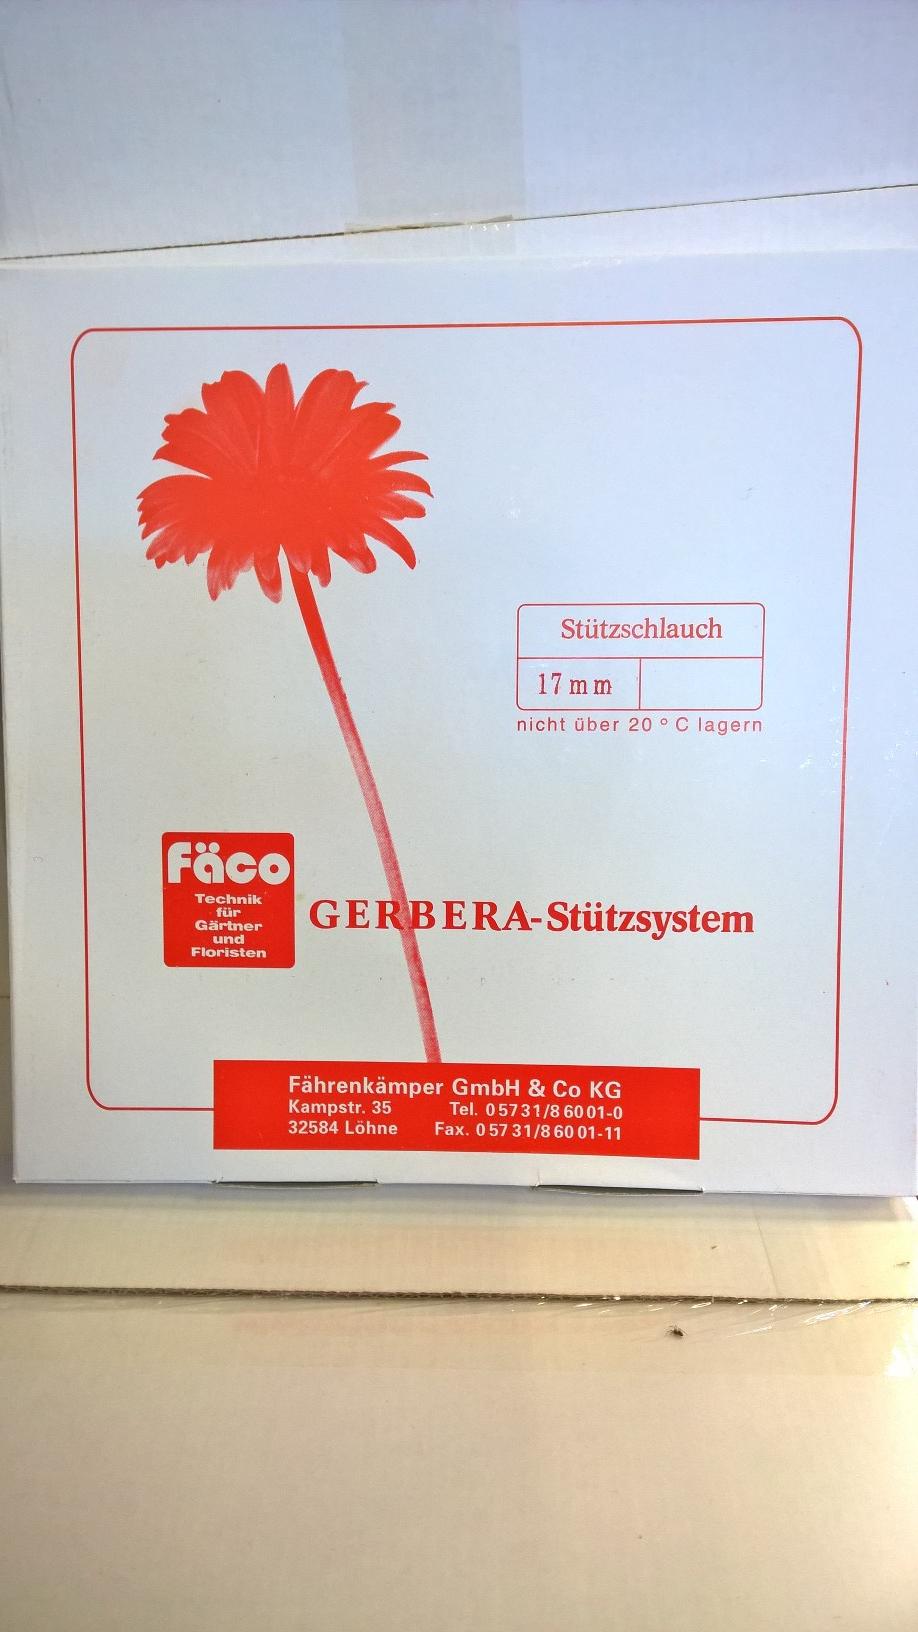 Stützschlauch
17 mm
nicht über 20 ° C lagern
Fäco
Technik
für
Gärtner
und
Floristen
GERBERA-Stützsystem
Fährenkämper GmbH & Co KG
Kampstr. 35 Tel. 0 57 31/8 60 01-0
32584 Löhne Fax. 0 57 31/8 60 01-11